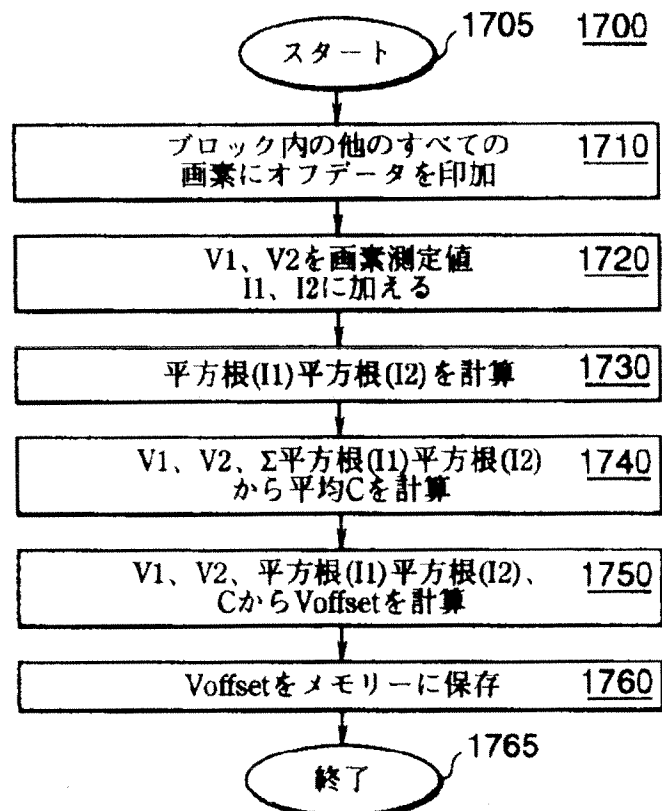 1700
1705
スタート
ブロック内の他のすべての
画素にオフデータを印加
1710
V1、V2を画素測定値
I1、I2に加える
1720
平方根(I1)平方根(I2)を計算
1730
V1、V2、Σ平方根(I1)平方根(I2)
から平均Cを計算
1740
V1、V2、平方根(I1)平方根(I2)、
CからVoffsetを計算
1750
Voffsetをメモリーに保存
1760
終了
1765